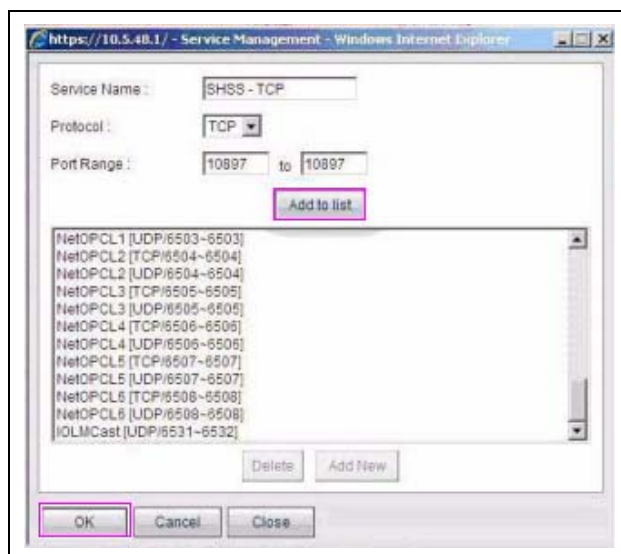 https://10.5.48.1/ - Service Management - Windows Internet Explorer
Service Name : SHSS - TCP
Protocol : TCP
Port Range : 10897 to 10897
Add to list
NetOPCL1 [UDP/6503~6503]
NetOPCL2 [TCP/6504~6504]
NetOPCL2 [UDP/6504~6504]
NetOPCL3 [TCP/6505~6505]
NetOPCL3 [UDP/6505~6505]
NetOPCL4 [TCP/6506~6506]
NetOPCL4 [UDP/6506~6506]
NetOPCL5 [TCP/6507~6507]
NetOPCL5 [UDP/6507~6507]
NetOPCL6 [TCP/6508~6508]
NetOPCL6 [UDP/6508~6508]
IOLMCast [UDP/6531~6532]
Delete Add New
OK Cancel Close